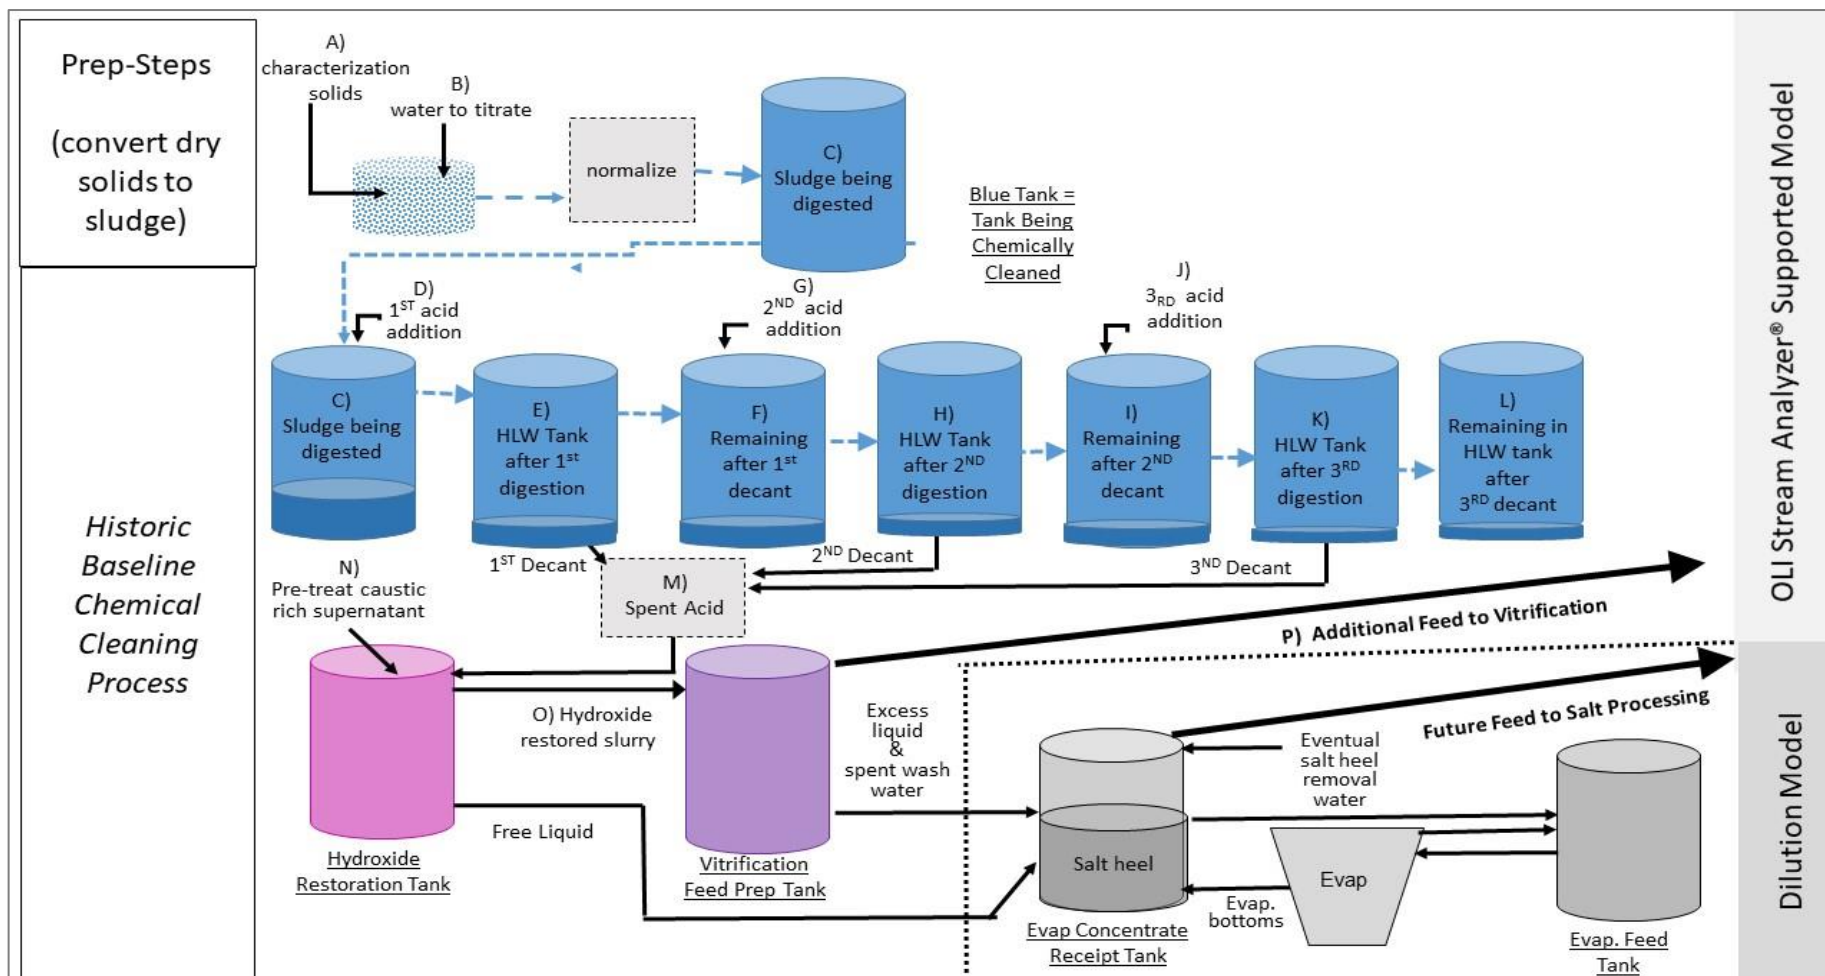 Prep-Steps
(convert dry
solids to
sludge)
A)
characterization
solids
B)
water to titrate
normalize
C)
Sludge being
digested
Blue Tank =
Tank Being
Chemically
Cleaned
Historic
Baseline
Chemical
Cleaning
Process
D)
1ST acid
addition
G)
2ND acid
addition
J)
3RD acid
addition
C)
Sludge being
digested
E)
HLW Tank
after 1st
digestion
F)
Remaining
after 1st
decant
H)
HLW Tank
after 2ND
digestion
I)
Remaining
after 2ND
decant
K)
HLW Tank
after 3RD
digestion
L)
Remaining in
HLW tank
after
3RD decant
1ST Decant
2ND Decant
3ND Decant
M)
Spent Acid
N)
Pre-treat caustic
rich supernatant
O) Hydroxide
restored slurry
Free Liquid
Hydroxide
Restoration Tank
Vitrification
Feed Prep Tank
Excess
liquid
&
spent wash
water
P) Additional Feed to Vitrification
Future Feed to Salt Processing
Eventual
salt heel
removal
water
Salt heel
Evap
Evap.
bottoms
Evap Concentrate
Receipt Tank
Evap. Feed
Tank
OLI Stream Analyzer® Supported Model
Dilution Model